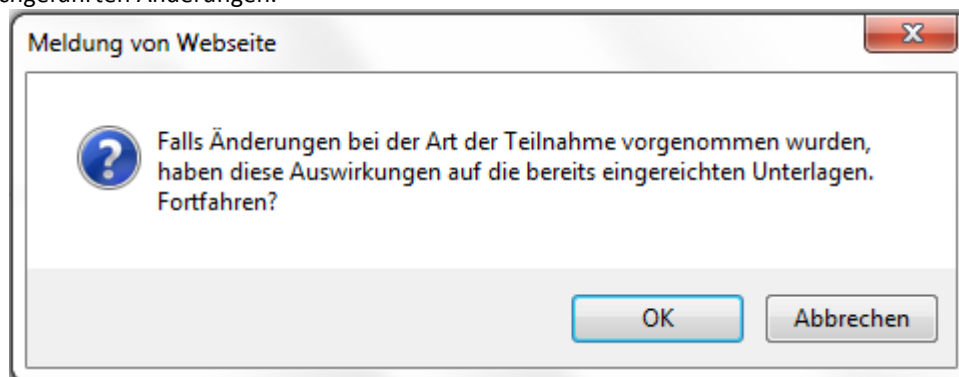 Änderungen.
Meldung von Webseite
Falls Änderungen bei der Art der Teilnahme vorgenommen wurden,
haben diese Auswirkungen auf die bereits eingereichten Unterlagen.
Fortfahren?
OK
Abbrechen